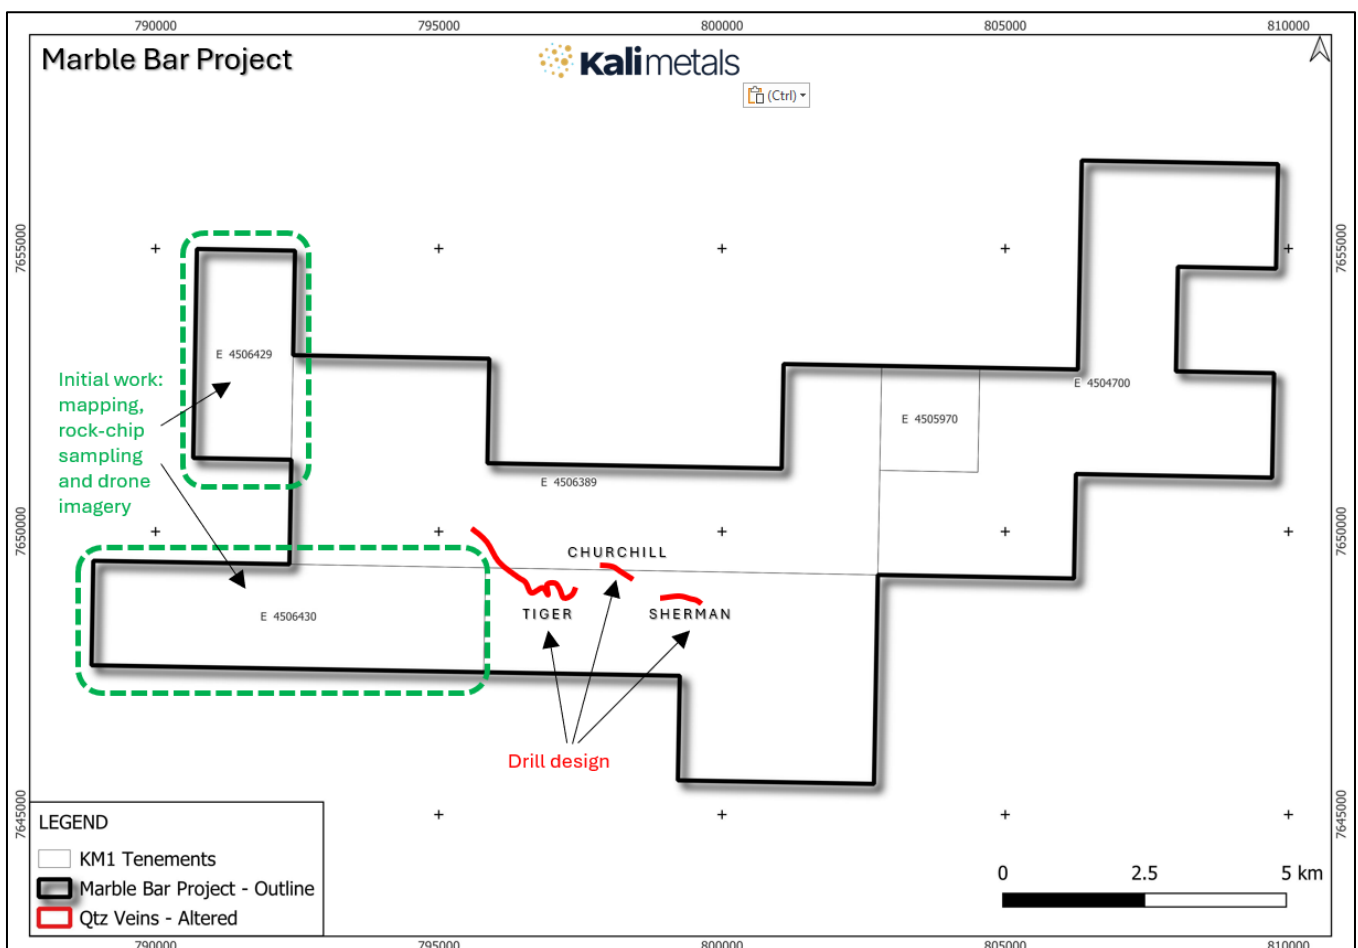 790000
795000
800000
805000
810000
Marble Bar Project
Kalimetals
(Ctrl)
7655000
7655000
E 4506429
Initial work:
mapping,
rock-chip
sampling
and drone
imagery
E 4504700
E 4505970
E 4506389
7650000
7650000
CHURCHILL
E 4506430
TIGER
SHERMAN
Drill design
7645000
7645000
LEGEND
KM1 Tenements
Marble Bar Project - Outline
Qtz Veins - Altered
0
2.5
5 km
790000
795000
800000
805000
810000